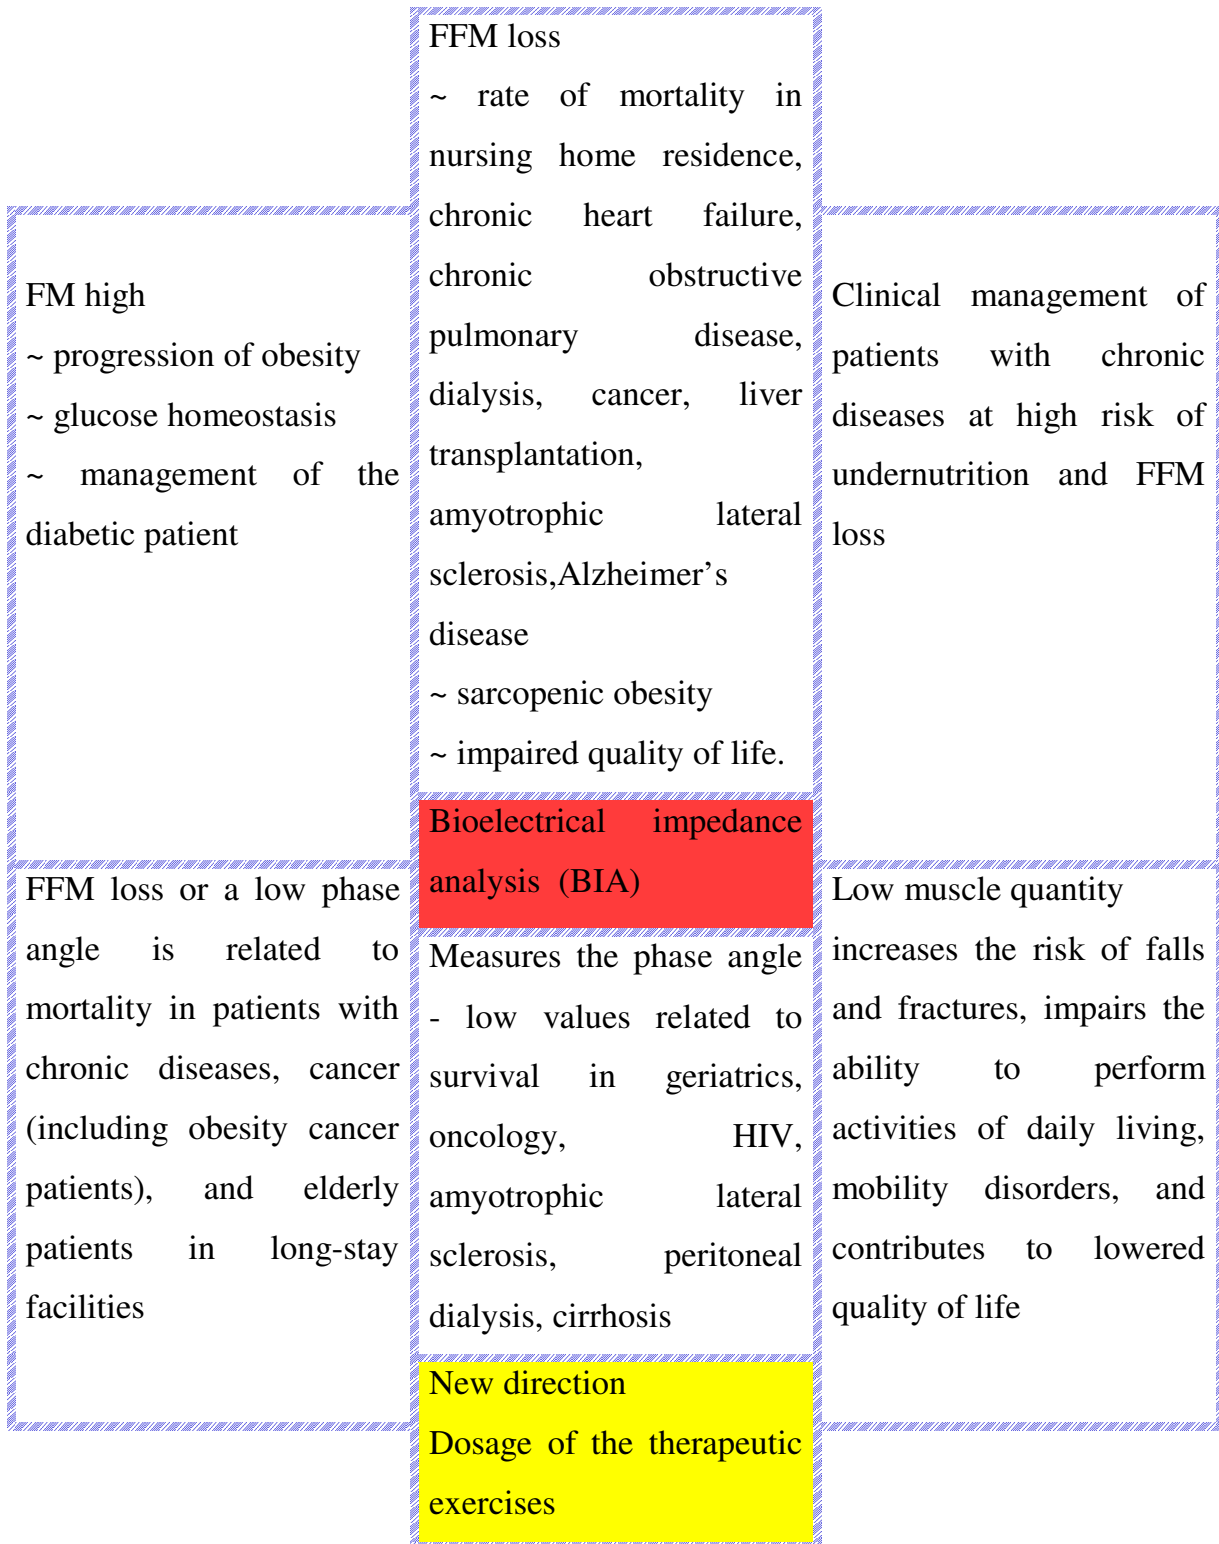 FFM loss
~ rate of mortality in
nursing home residence,
chronic heart failure,
chronic obstructive
pulmonary disease,
dialysis, cancer, liver
transplantation,
amyotrophic lateral
sclerosis,Alzheimer’s
disease
~ sarcopenic obesity
~ impaired quality of life.
FM high
~ progression of obesity
~ glucose homeostasis
~ management of the
diabetic patient
Clinical management of
patients with chronic
diseases at high risk of
undernutrition and FFM
loss
Bioelectrical impedance
analysis (BIA)
FFM loss or a low phase
angle is related to
mortality in patients with
chronic diseases, cancer
(including obesity cancer
patients), and elderly
patients in long-stay
facilities
Measures the phase angle
- low values related to
survival in geriatrics,
oncology, HIV,
amyotrophic lateral
sclerosis, peritoneal
dialysis, cirrhosis
Low muscle quantity
increases the risk of falls
and fractures, impairs the
ability to perform
activities of daily living,
mobility disorders, and
contributes to lowered
quality of life
New direction
Dosage of the therapeutic
exercises